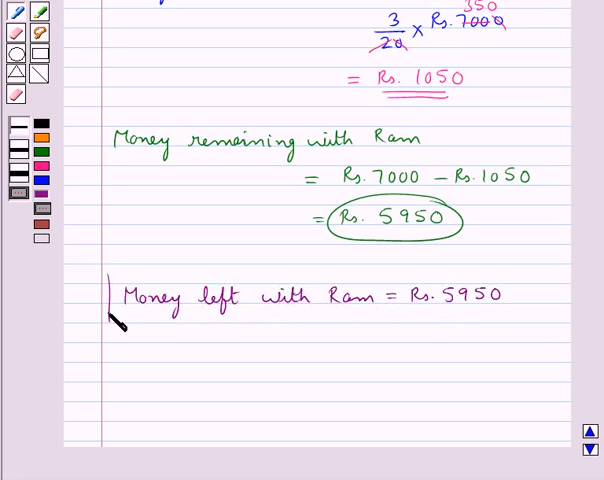 350
3/20 × Rs. 7000
= Rs. 1050
Money remaining with Ram
= Rs. 7000 – Rs. 1050
= Rs. 5950
Money left with Ram = Rs. 5950